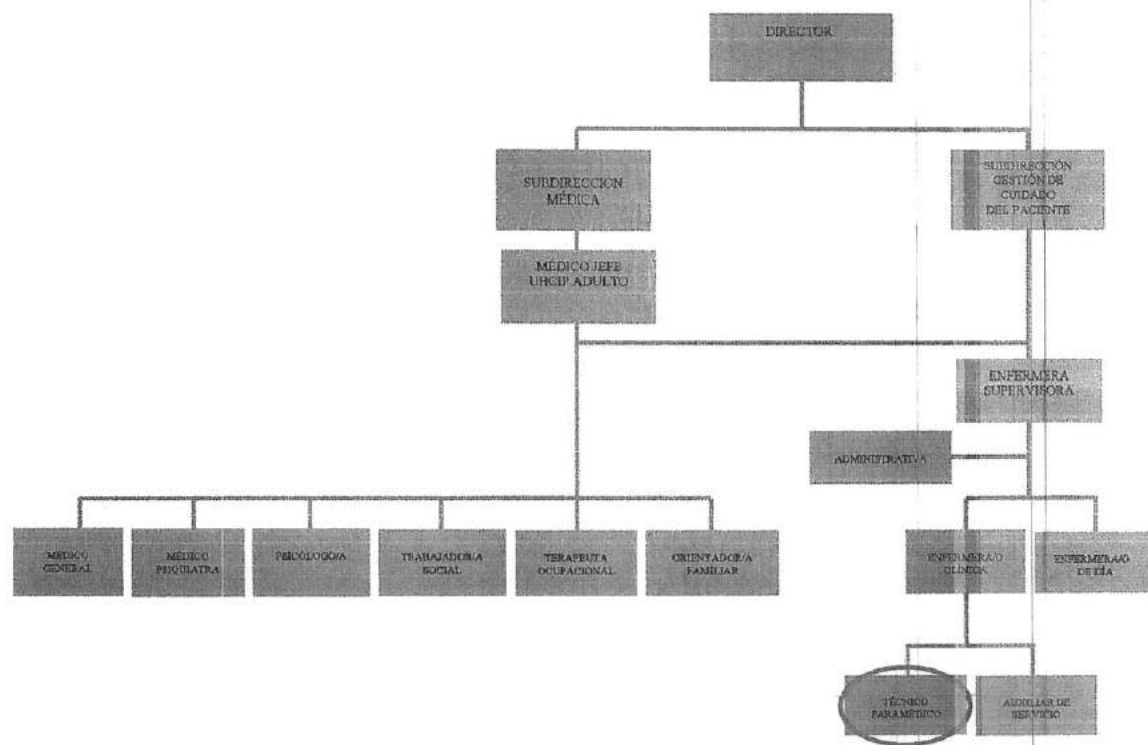 DIRECTOR
SUBDIRECCION
MÉDICA
SUBDIRECCIÓN
GESTIÓN DE
CUIDADO
DEL PACIENTE
MÉDICO JEFE
UHCIP ADULTO
ENFERMERA
SUPERVISORA
ADMINISTRATIVA
MÉDICO
GENERAL
MÉDICO
PSIQUIATRA
PSICÓLOGO/A
TRABAJADOR/A
SOCIAL
TERAPEUTA
OCUPACIONAL
ORIENTADOR/A
FAMILIAR
ENFERMERA/O
CLÍNICA
ENFERMERA/O
DE DÍA
TÉCNICO
PARAMÉDICO
AUXILIAR DE
SERVICIO